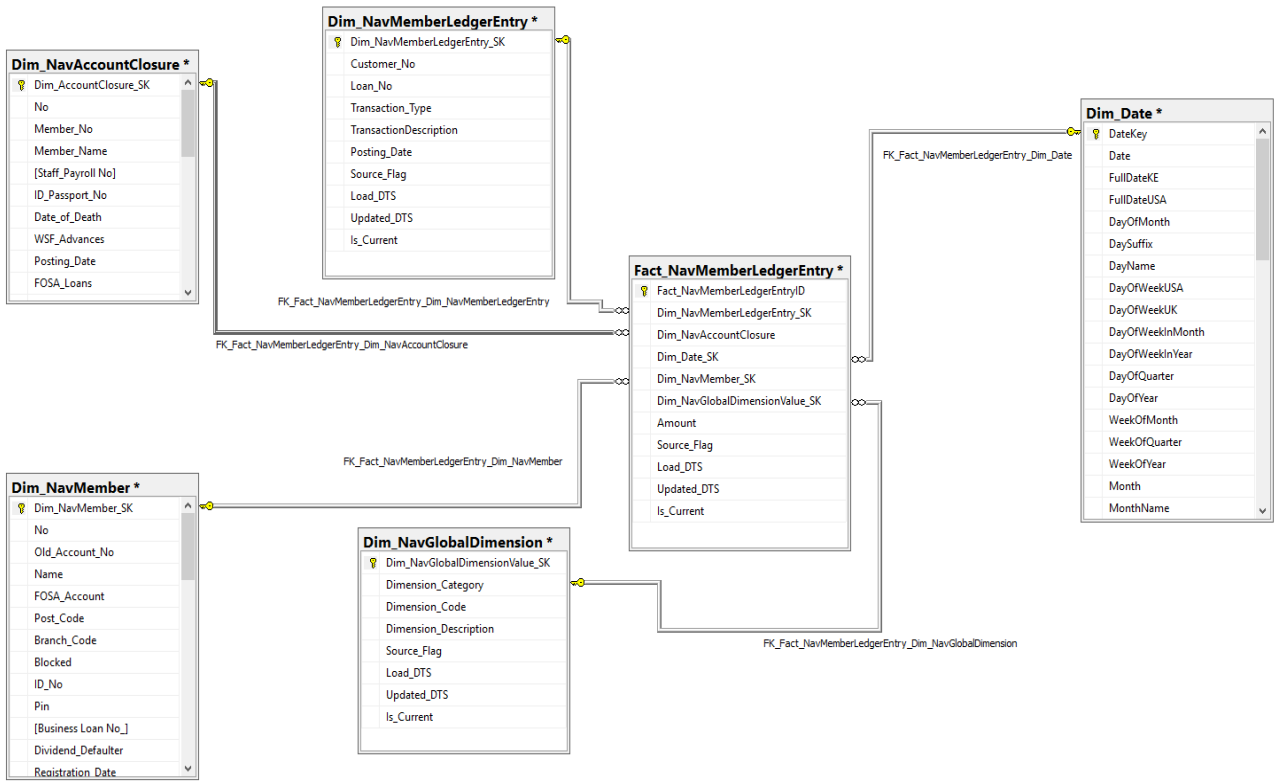 Dim_NavMemberLedgerEntry *
Dim_NavMemberLedgerEntry_SK
Customer_No
Loan_No
Transaction_Type
TransactionDescription
Posting_Date
Source_Flag
Load_DTS
Updated_DTS
Is_Current
Dim_NavAccountClosure *
Dim_AccountClosure_SK
No
Member_No
Member_Name
[Staff_Payroll No]
ID_Passport_No
Date_of_Death
WSF_Advances
Posting_Date
FOSA_Loans
Dim_Date *
DateKey
Date
FullDateKE
FullDateUSA
DayOfMonth
DaySuffix
DayName
DayOfWeekUSA
DayOfWeekUK
DayOfWeekInMonth
DayOfWeekInYear
DayOfQuarter
DayOfYear
WeekOfMonth
WeekOfQuarter
WeekOfYear
Month
MonthName
FK_Fact_NavMemberLedgerEntry_Dim_Date
Fact_NavMemberLedgerEntry *
Fact_NavMemberLedgerEntryID
Dim_NavMemberLedgerEntry_SK
Dim_NavAccountClosure
Dim_Date_SK
Dim_NavMember_SK
Dim_NavGlobalDimensionValue_SK
Amount
Source_Flag
Load_DTS
Updated_DTS
Is_Current
FK_Fact_NavMemberLedgerEntry_Dim_NavMemberLedgerEntry
FK_Fact_NavMemberLedgerEntry_Dim_NavAccountClosure
FK_Fact_NavMemberLedgerEntry_Dim_NavMember
Dim_NavMember *
Dim_NavMember_SK
No
Old_Account_No
Name
FOSA_Account
Post_Code
Branch_Code
Blocked
ID_No
Pin
[Business Loan No_]
Dividend_Defaulter
Registration_Date
Dim_NavGlobalDimension *
Dim_NavGlobalDimensionValue_SK
Dimension_Category
Dimension_Code
Dimension_Description
Source_Flag
Load_DTS
Updated_DTS
Is_Current
FK_Fact_NavMemberLedgerEntry_Dim_NavGlobalDimension